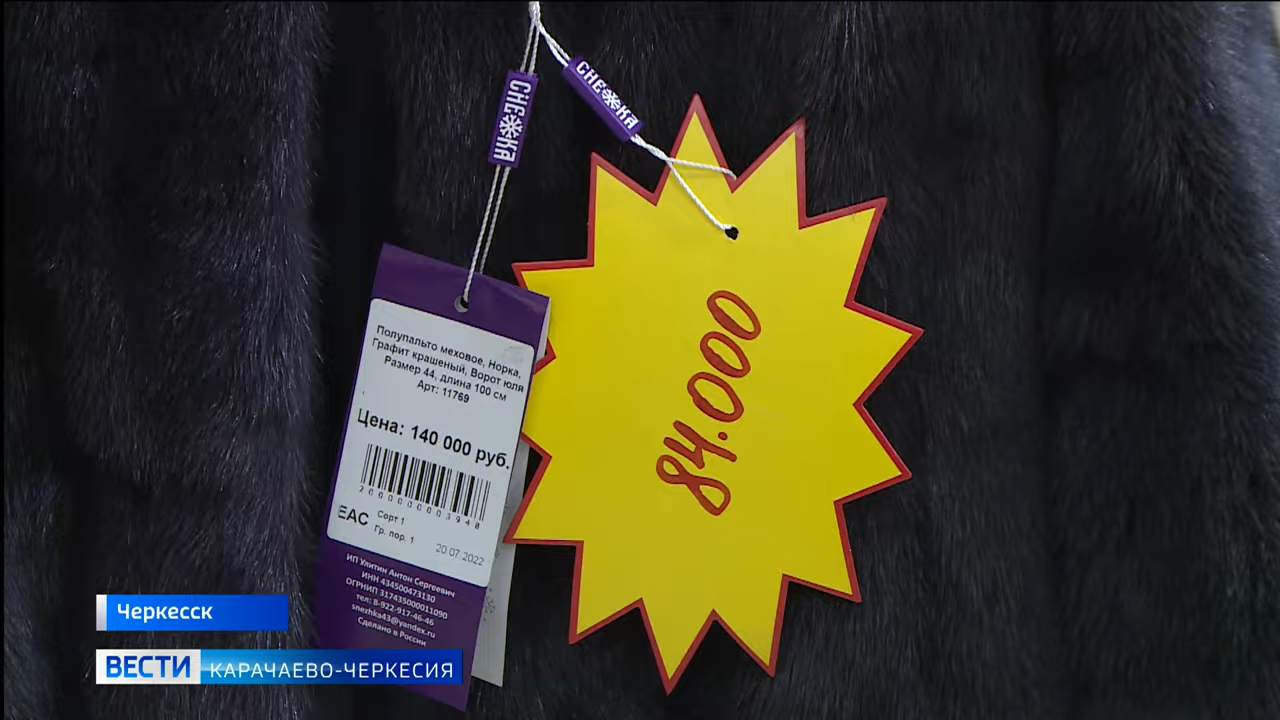 СНЕЖКА
СНЕЖКА
Полупальто меховое, Норка,
Графит крашеный, Ворот юля
Размер 44, длина 100 см
Арт: 11769
Цена: 140 000 руб.
2000000003948
ЕАС
Сорт 1
Гр. пор. 1
20.07.2022
ИП Улитин Антон Сергеевич
ИНН 434500473130
ОГРНИП 317435000011090
тел: 8-922-917-46-46
snezhka43@yandex.ru
Сделано в России
84.000
Черкесск
ВЕСТИ КАРАЧАЕВО-ЧЕРКЕСИЯ